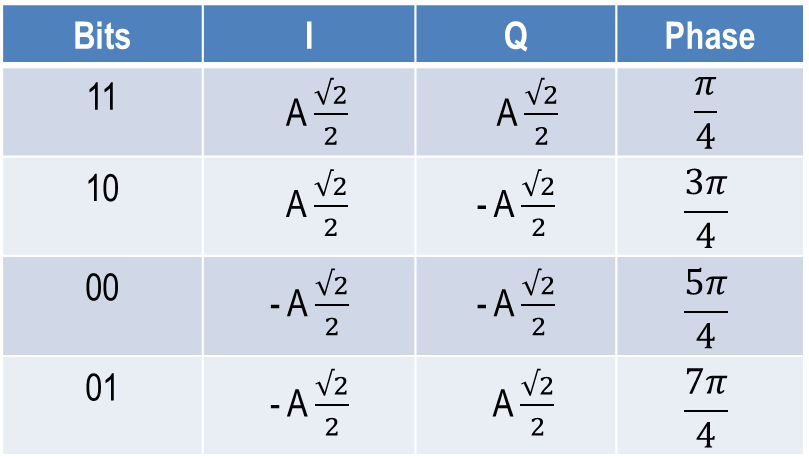 Bits I Q Phase
11 A √2/2 A √2/2 π/4
10 A √2/2 - A √2/2 3π/4
00 - A √2/2 - A √2/2 5π/4
01 - A √2/2 A √2/2 7π/4